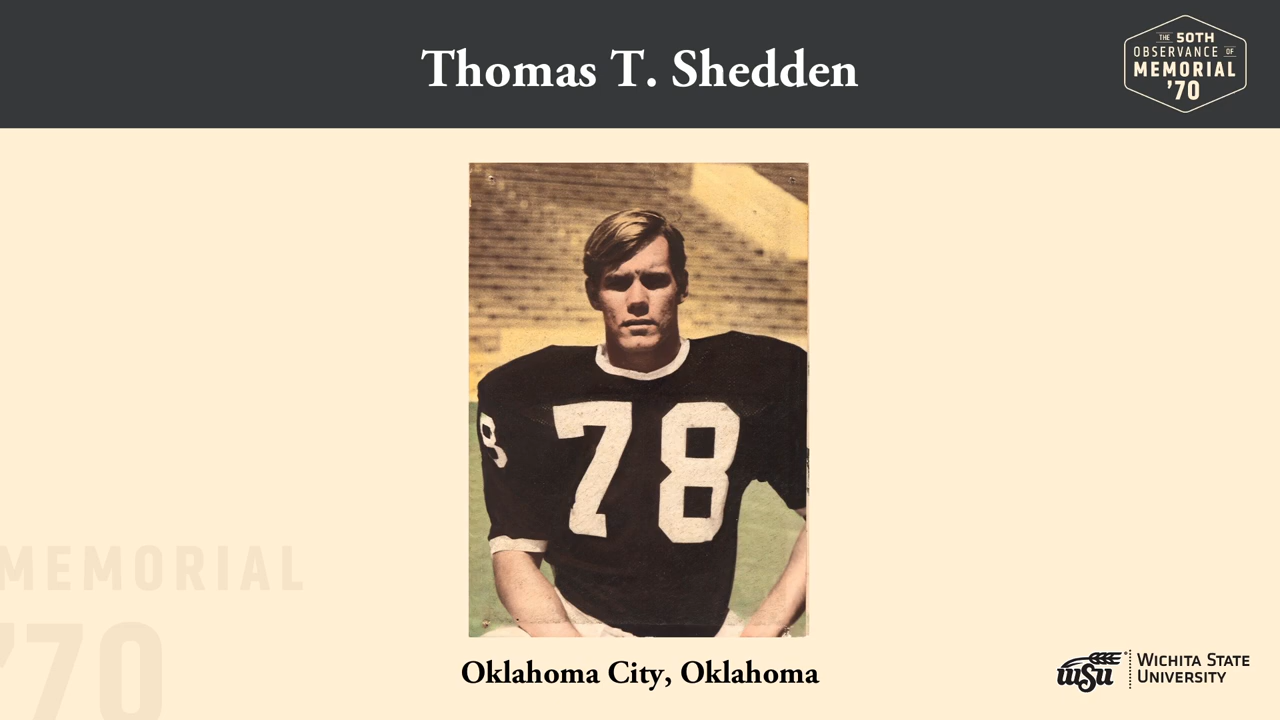 Thomas T. Shedden
THE 50TH
OBSERVANCE OF
MEMORIAL
'70
78
8
MEMORIAL
'70
Oklahoma City, Oklahoma
WSU
WICHITA STATE
UNIVERSITY